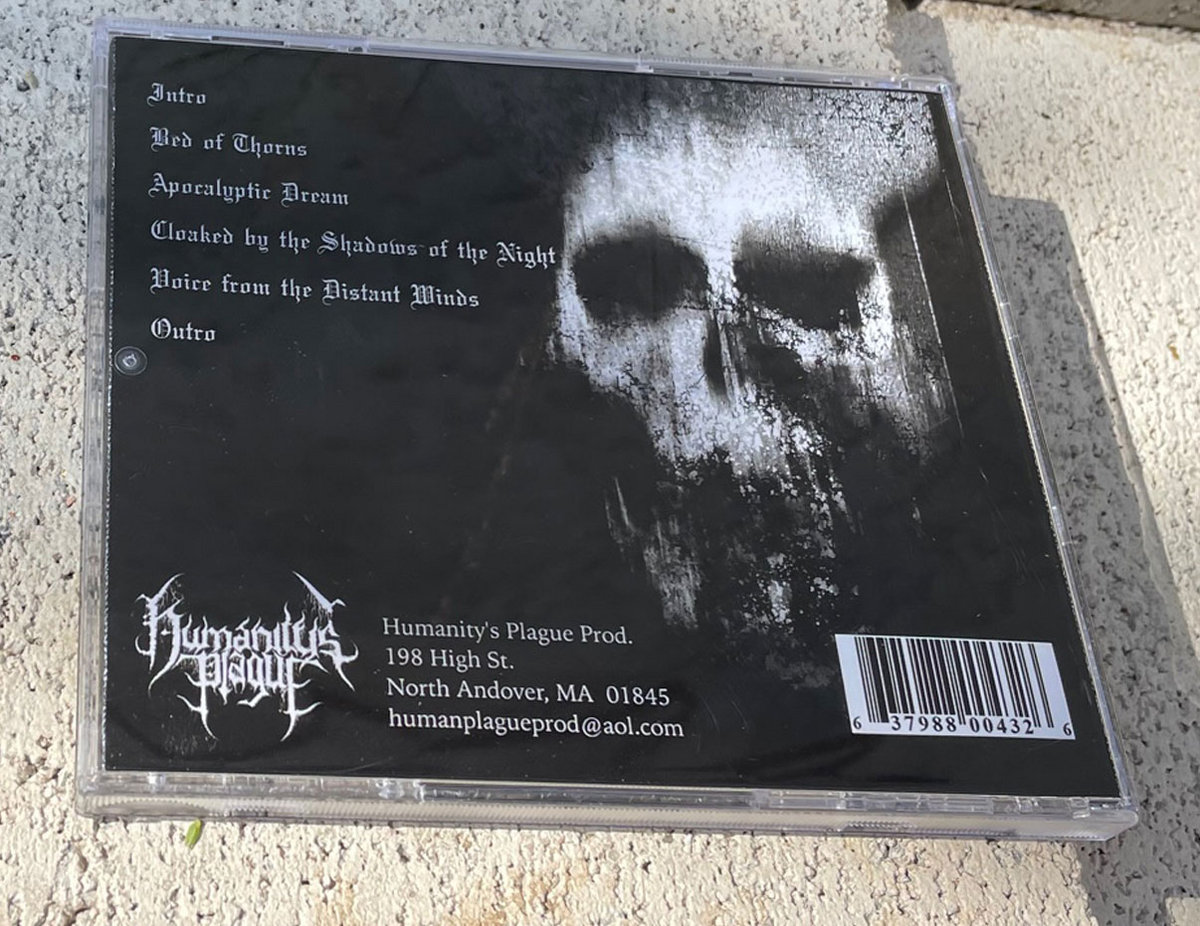 Intro
Bed of Thorns
Apocalyptic Dream
Cloaked by the Shadows of the Night
Voice from the Distant Winds
Outro
Humanitys
Plague
Humanity's Plague Prod.
198 High St.
North Andover, MA 01845
humanplagueprod@aol.com
6 37988 00432 6